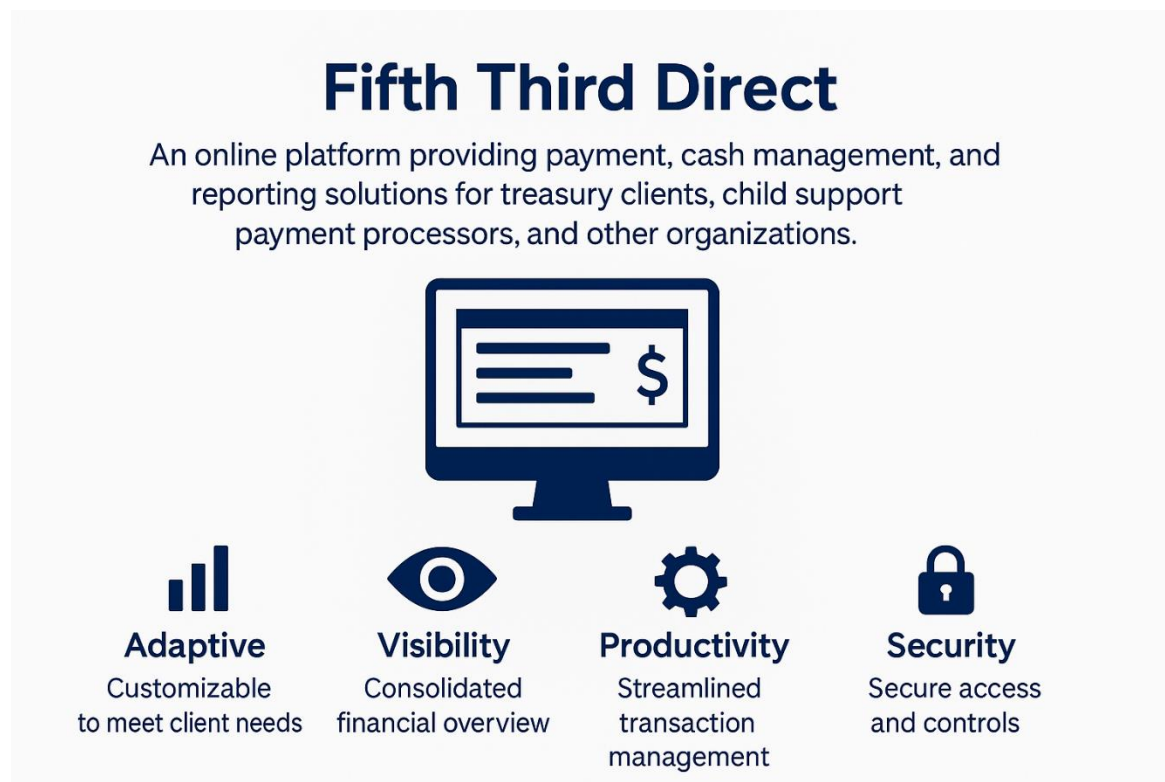 Fifth Third Direct
An online platform providing payment, cash management, and
reporting solutions for treasury clients, child support
payment processors, and other organizations.
$
Adaptive
Customizable
to meet client needs
Visibility
Consolidated
financial overview
Productivity
Streamlined
transaction
management
Security
Secure access
and controls